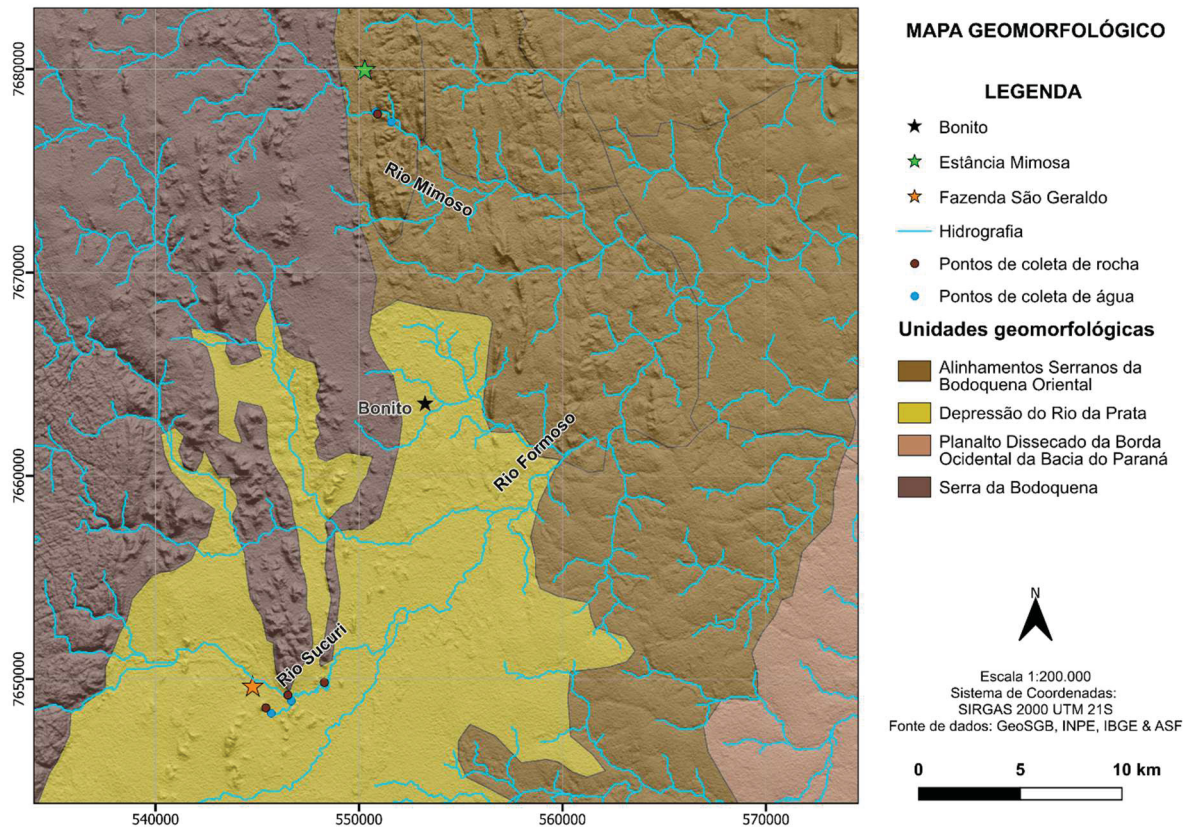 MAPA GEOMORFOLÓGICO
LEGENDA
Bonito
Estância Mimosa
Fazenda São Geraldo
Hidrografia
Pontos de coleta de rocha
Pontos de coleta de água
Unidades geomorfológicas
Alinhamentos Serranos da
Bodoquena Oriental
Depressão do Rio da Prata
Planalto Dissecado da Borda
Ocidental da Bacia do Paraná
Serra da Bodoquena
N
Escala 1:200.000
Sistema de Coordenadas:
SIRGAS 2000 UTM 21S
Fonte de dados: GeoSGB, INPE, IBGE & ASF
0 5 10 km
7680000
7670000
7660000
7650000
540000 550000 560000 570000
Rio Mimoso
Bonito
Rio Formoso
Rio Sucuri